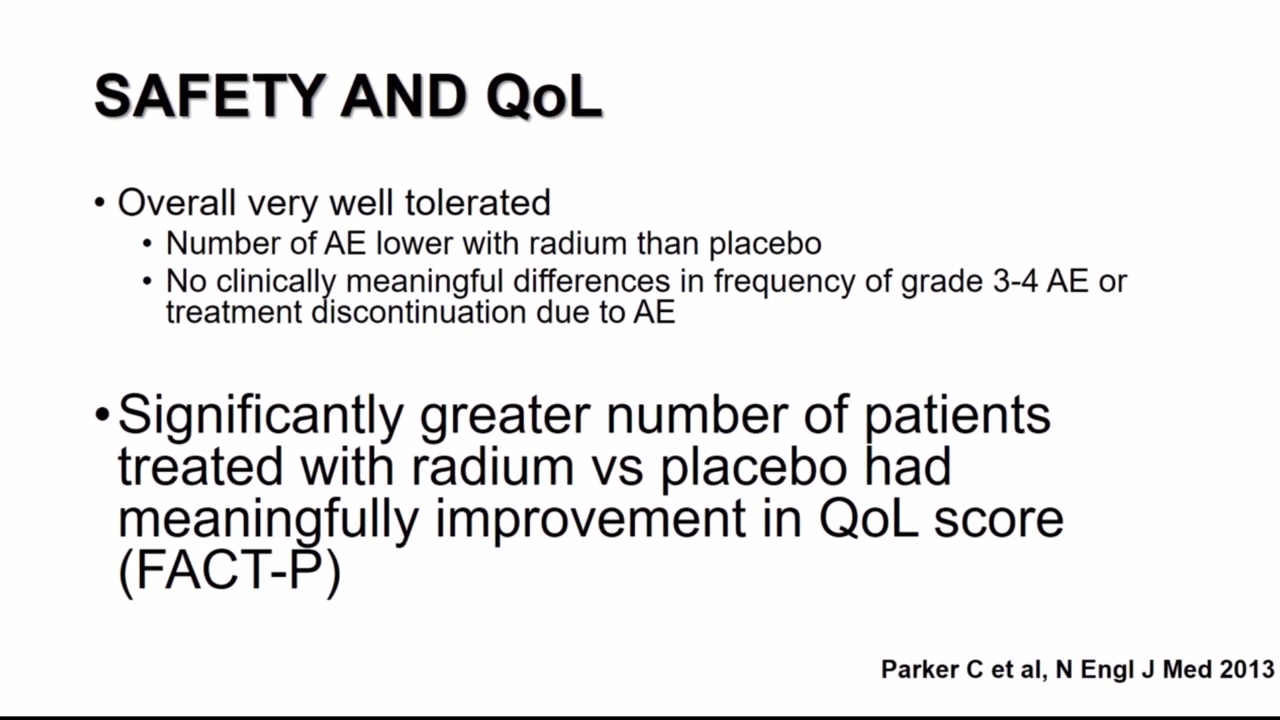 SAFETY AND QoL
• Overall very well tolerated
• Number of AE lower with radium than placebo
• No clinically meaningful differences in frequency of grade 3-4 AE or
treatment discontinuation due to AE
• Significantly greater number of patients
treated with radium vs placebo had
meaningfully improvement in QoL score
(FACT-P)
Parker C et al, N Engl J Med 2013